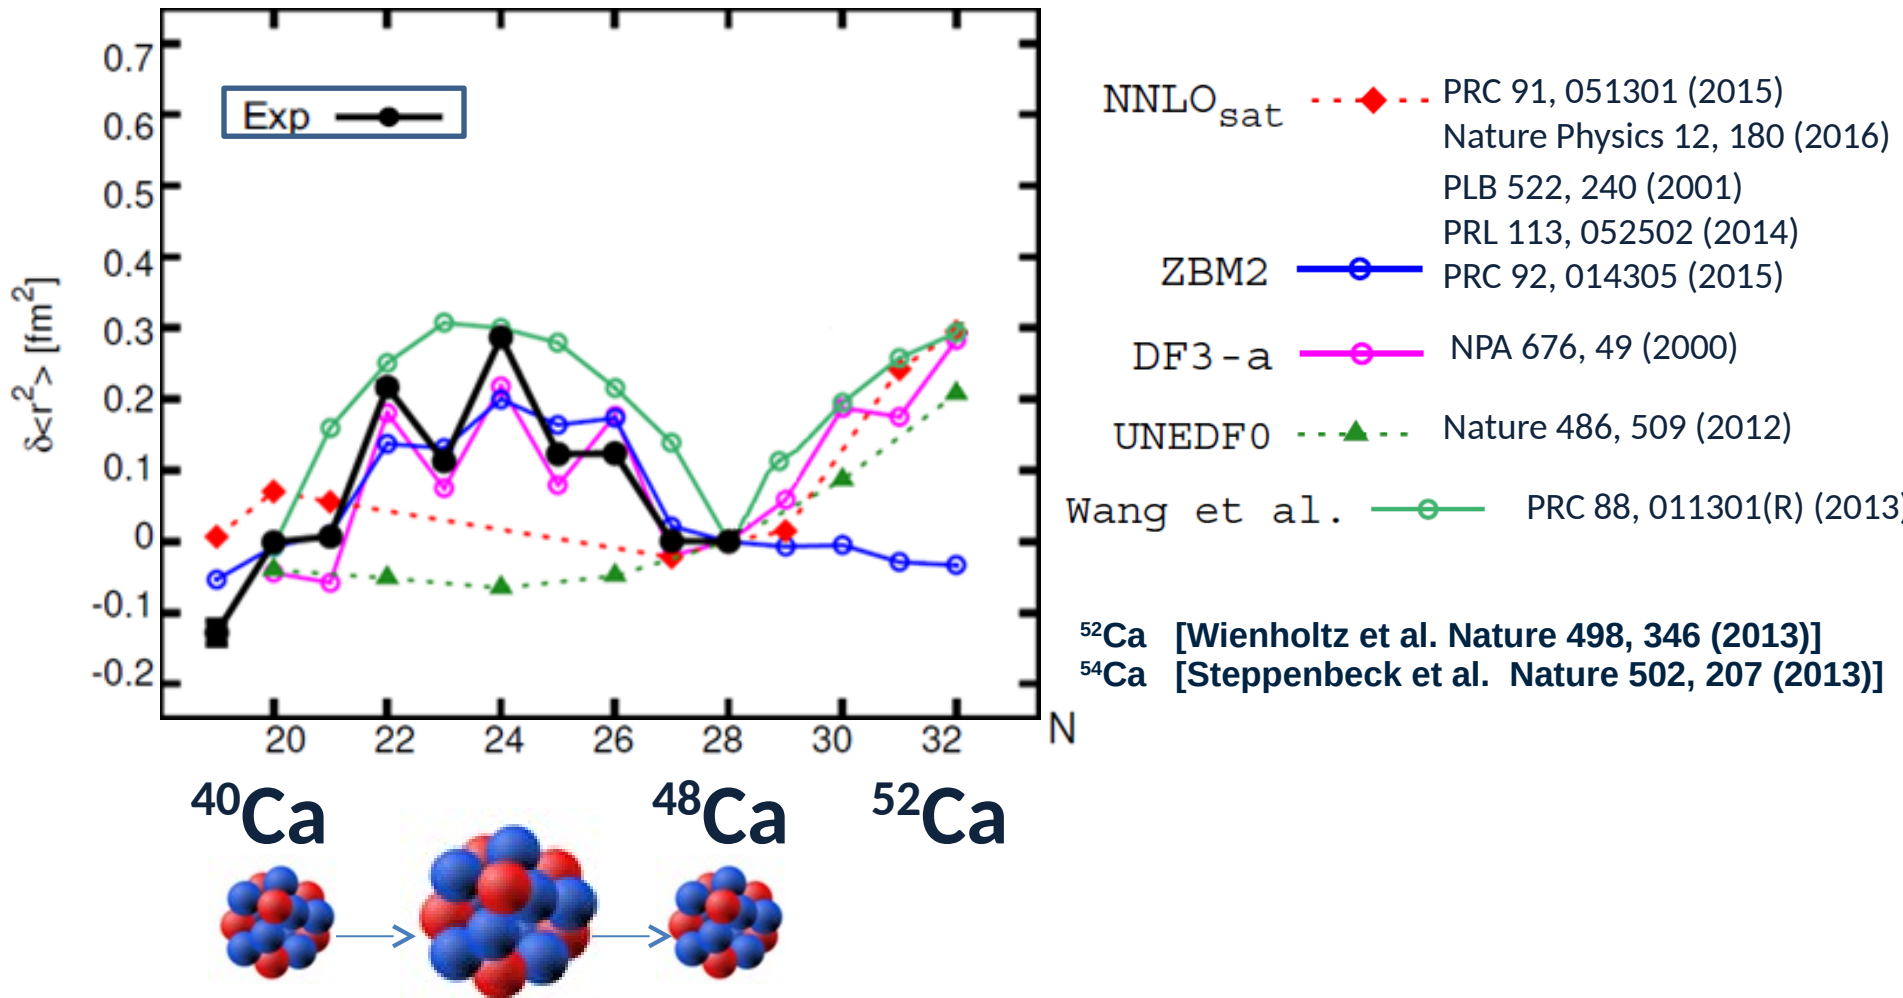 0.7
0.6
0.5
0.4
0.3
0.2
0.1
0
-0.1
-0.2
δ<r²> [fm²]
Exp
20 22 24 26 28 30 32 N
⁴⁰Ca ⁴⁸Ca ⁵²Ca
NNLOsat PRC 91, 051301 (2015)
Nature Physics 12, 180 (2016)
PLB 522, 240 (2001)
PRL 113, 052502 (2014)
ZBM2 PRC 92, 014305 (2015)
DF3-a NPA 676, 49 (2000)
UNEDF0 Nature 486, 509 (2012)
Wang et al. PRC 88, 011301(R) (2013)
⁵²Ca [Wienholtz et al. Nature 498, 346 (2013)]
⁵⁴Ca [Steppenbeck et al. Nature 502, 207 (2013)]